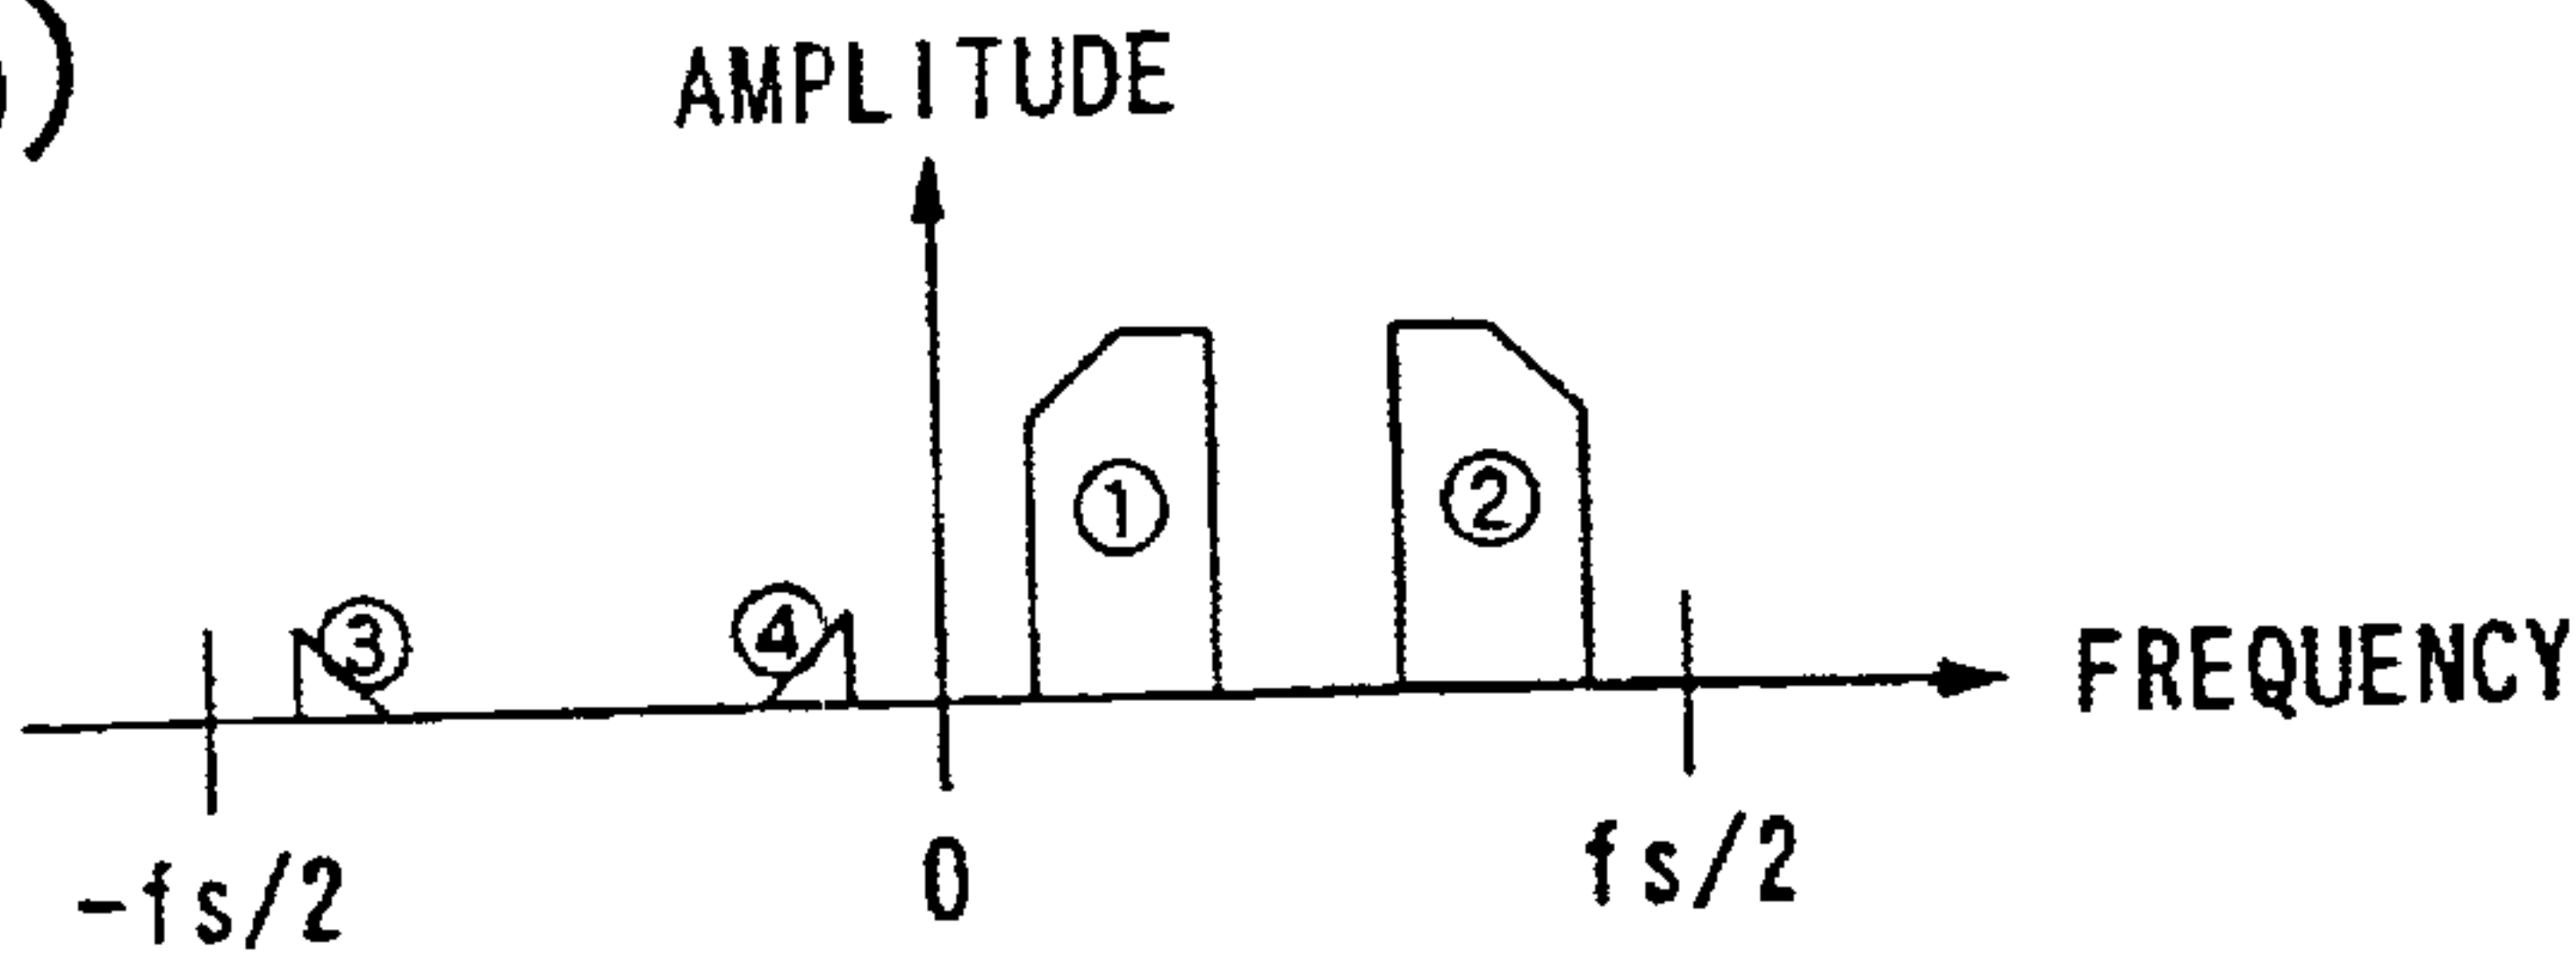 )
AMPLITUDE
① ②
③ ④
FREQUENCY
-fs/2 0 fs/2